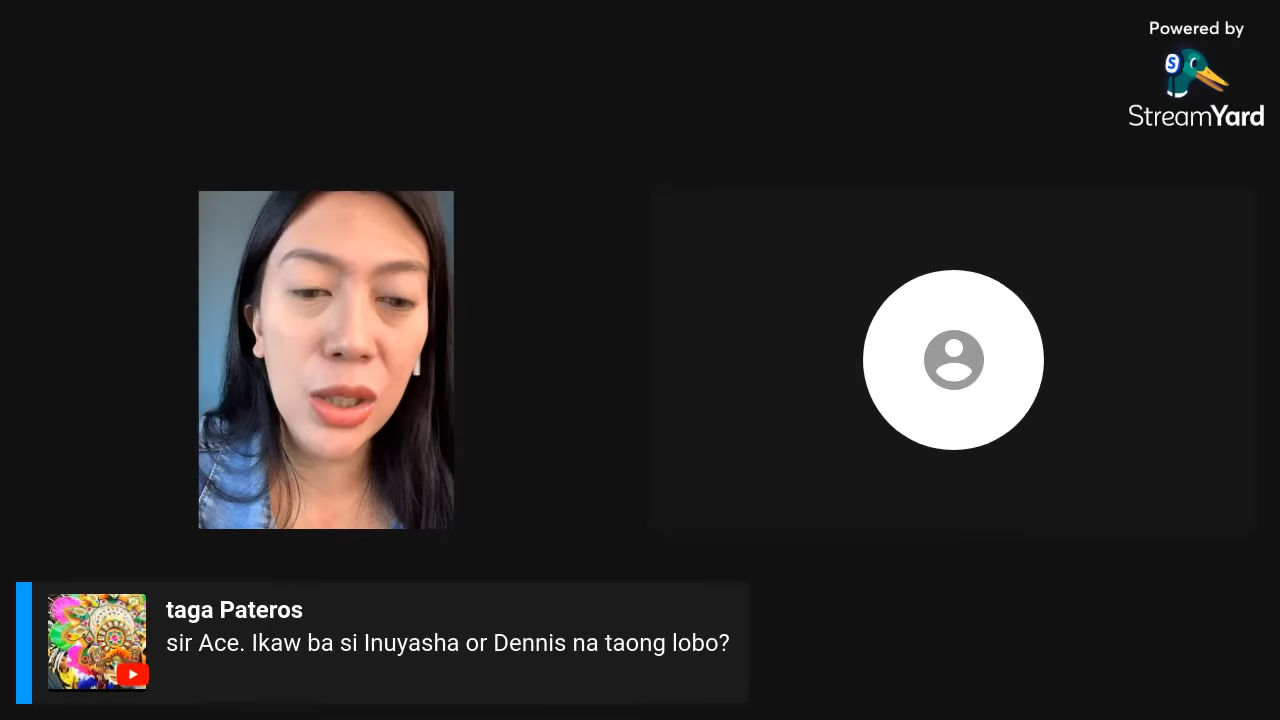 Powered by
StreamYard
taga Pateros
sir Ace. Ikaw ba si Inuyasha or Dennis na taong lobo?